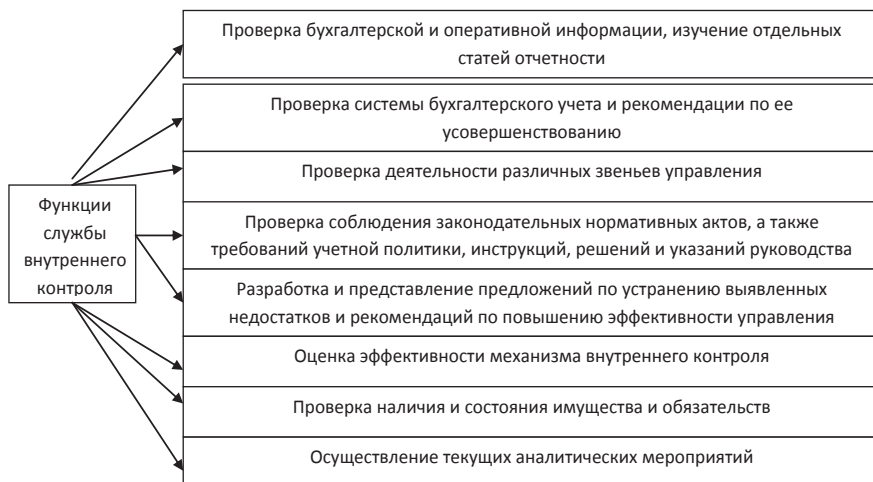 Проверка бухгалтерской и оперативной информации, изучение отдельных
статей отчетности
Проверка системы бухгалтерского учета и рекомендации по ее
усовершенствованию
Проверка деятельности различных звеньев управления
Функции
службы
внутреннего
контроля
Проверка соблюдения законодательных нормативных актов, а также
требований учетной политики, инструкций, решений и указаний руководства
Разработка и представление предложений по устранению выявленных
недостатков и рекомендаций по повышению эффективности управления
Оценка эффективности механизма внутреннего контроля
Проверка наличия и состояния имущества и обязательств
Осуществление текущих аналитических мероприятий